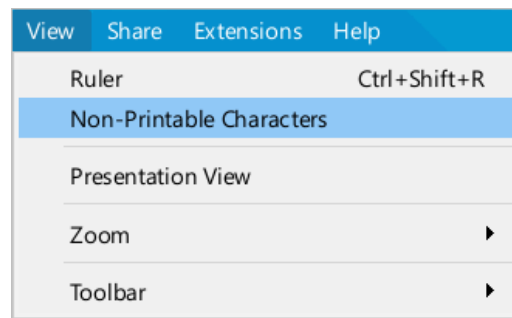 View Share Extensions Help
Ruler Ctrl+Shift+R
Non-Printable Characters
Presentation View
Zoom
Toolbar